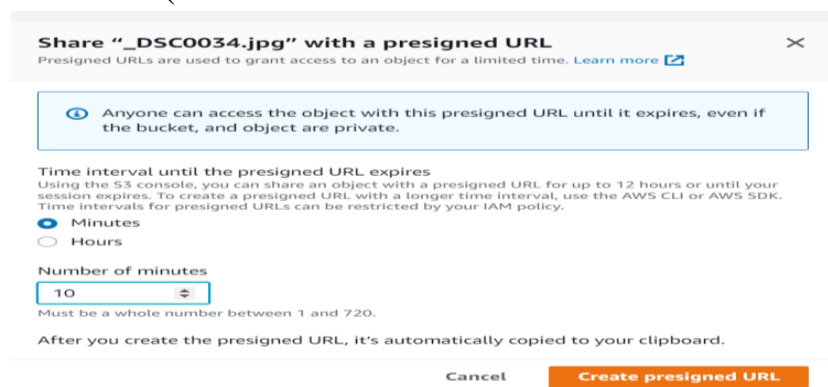 Share “_DSC0034.jpg” with a presigned URL
Presigned URLs are used to grant access to an object for a limited time. Learn more
Anyone can access the object with this presigned URL until it expires, even if
the bucket, and object are private.
Time interval until the presigned URL expires
Using the S3 console, you can share an object with a presigned URL for up to 12 hours or until your
session expires. To create a presigned URL with a longer time interval, use the AWS CLI or AWS SDK.
Time intervals for presigned URLs can be restricted by your IAM policy.
Minutes
Hours
Number of minutes
10
Must be a whole number between 1 and 720.
After you create the presigned URL, it’s automatically copied to your clipboard.
Cancel Create presigned URL